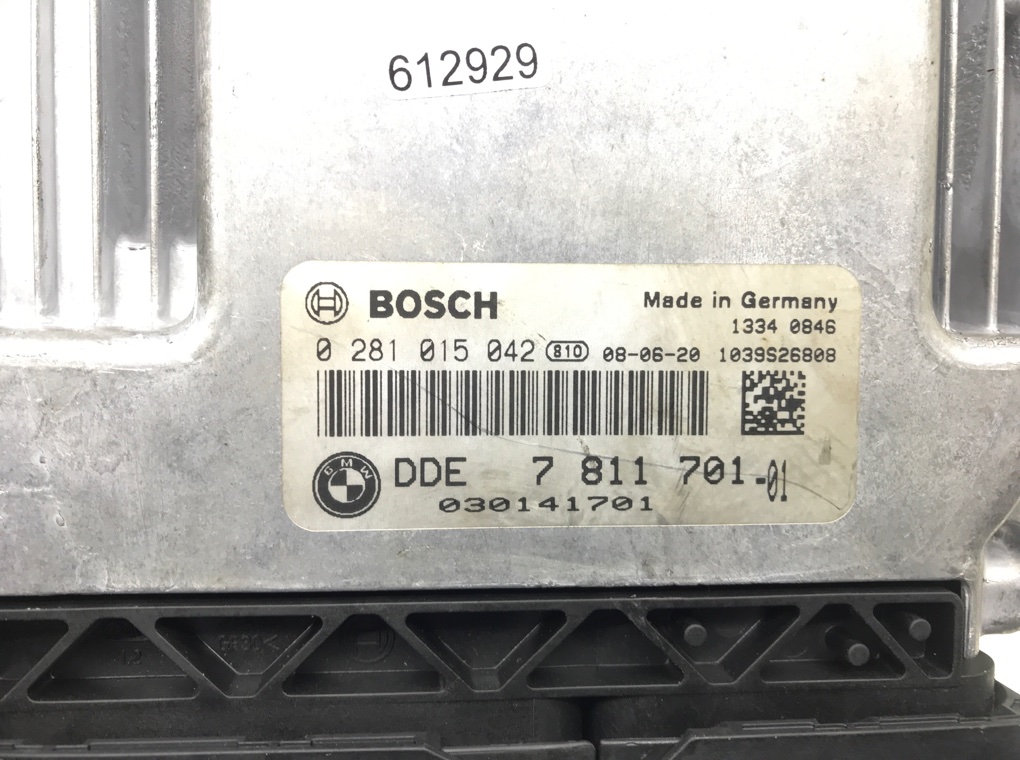 612929
BOSCH
Made in Germany
1334 0846
0 281 015 042 810 08-06-20 1039S26808
BMW
DDE 7 811 701-01
030141701